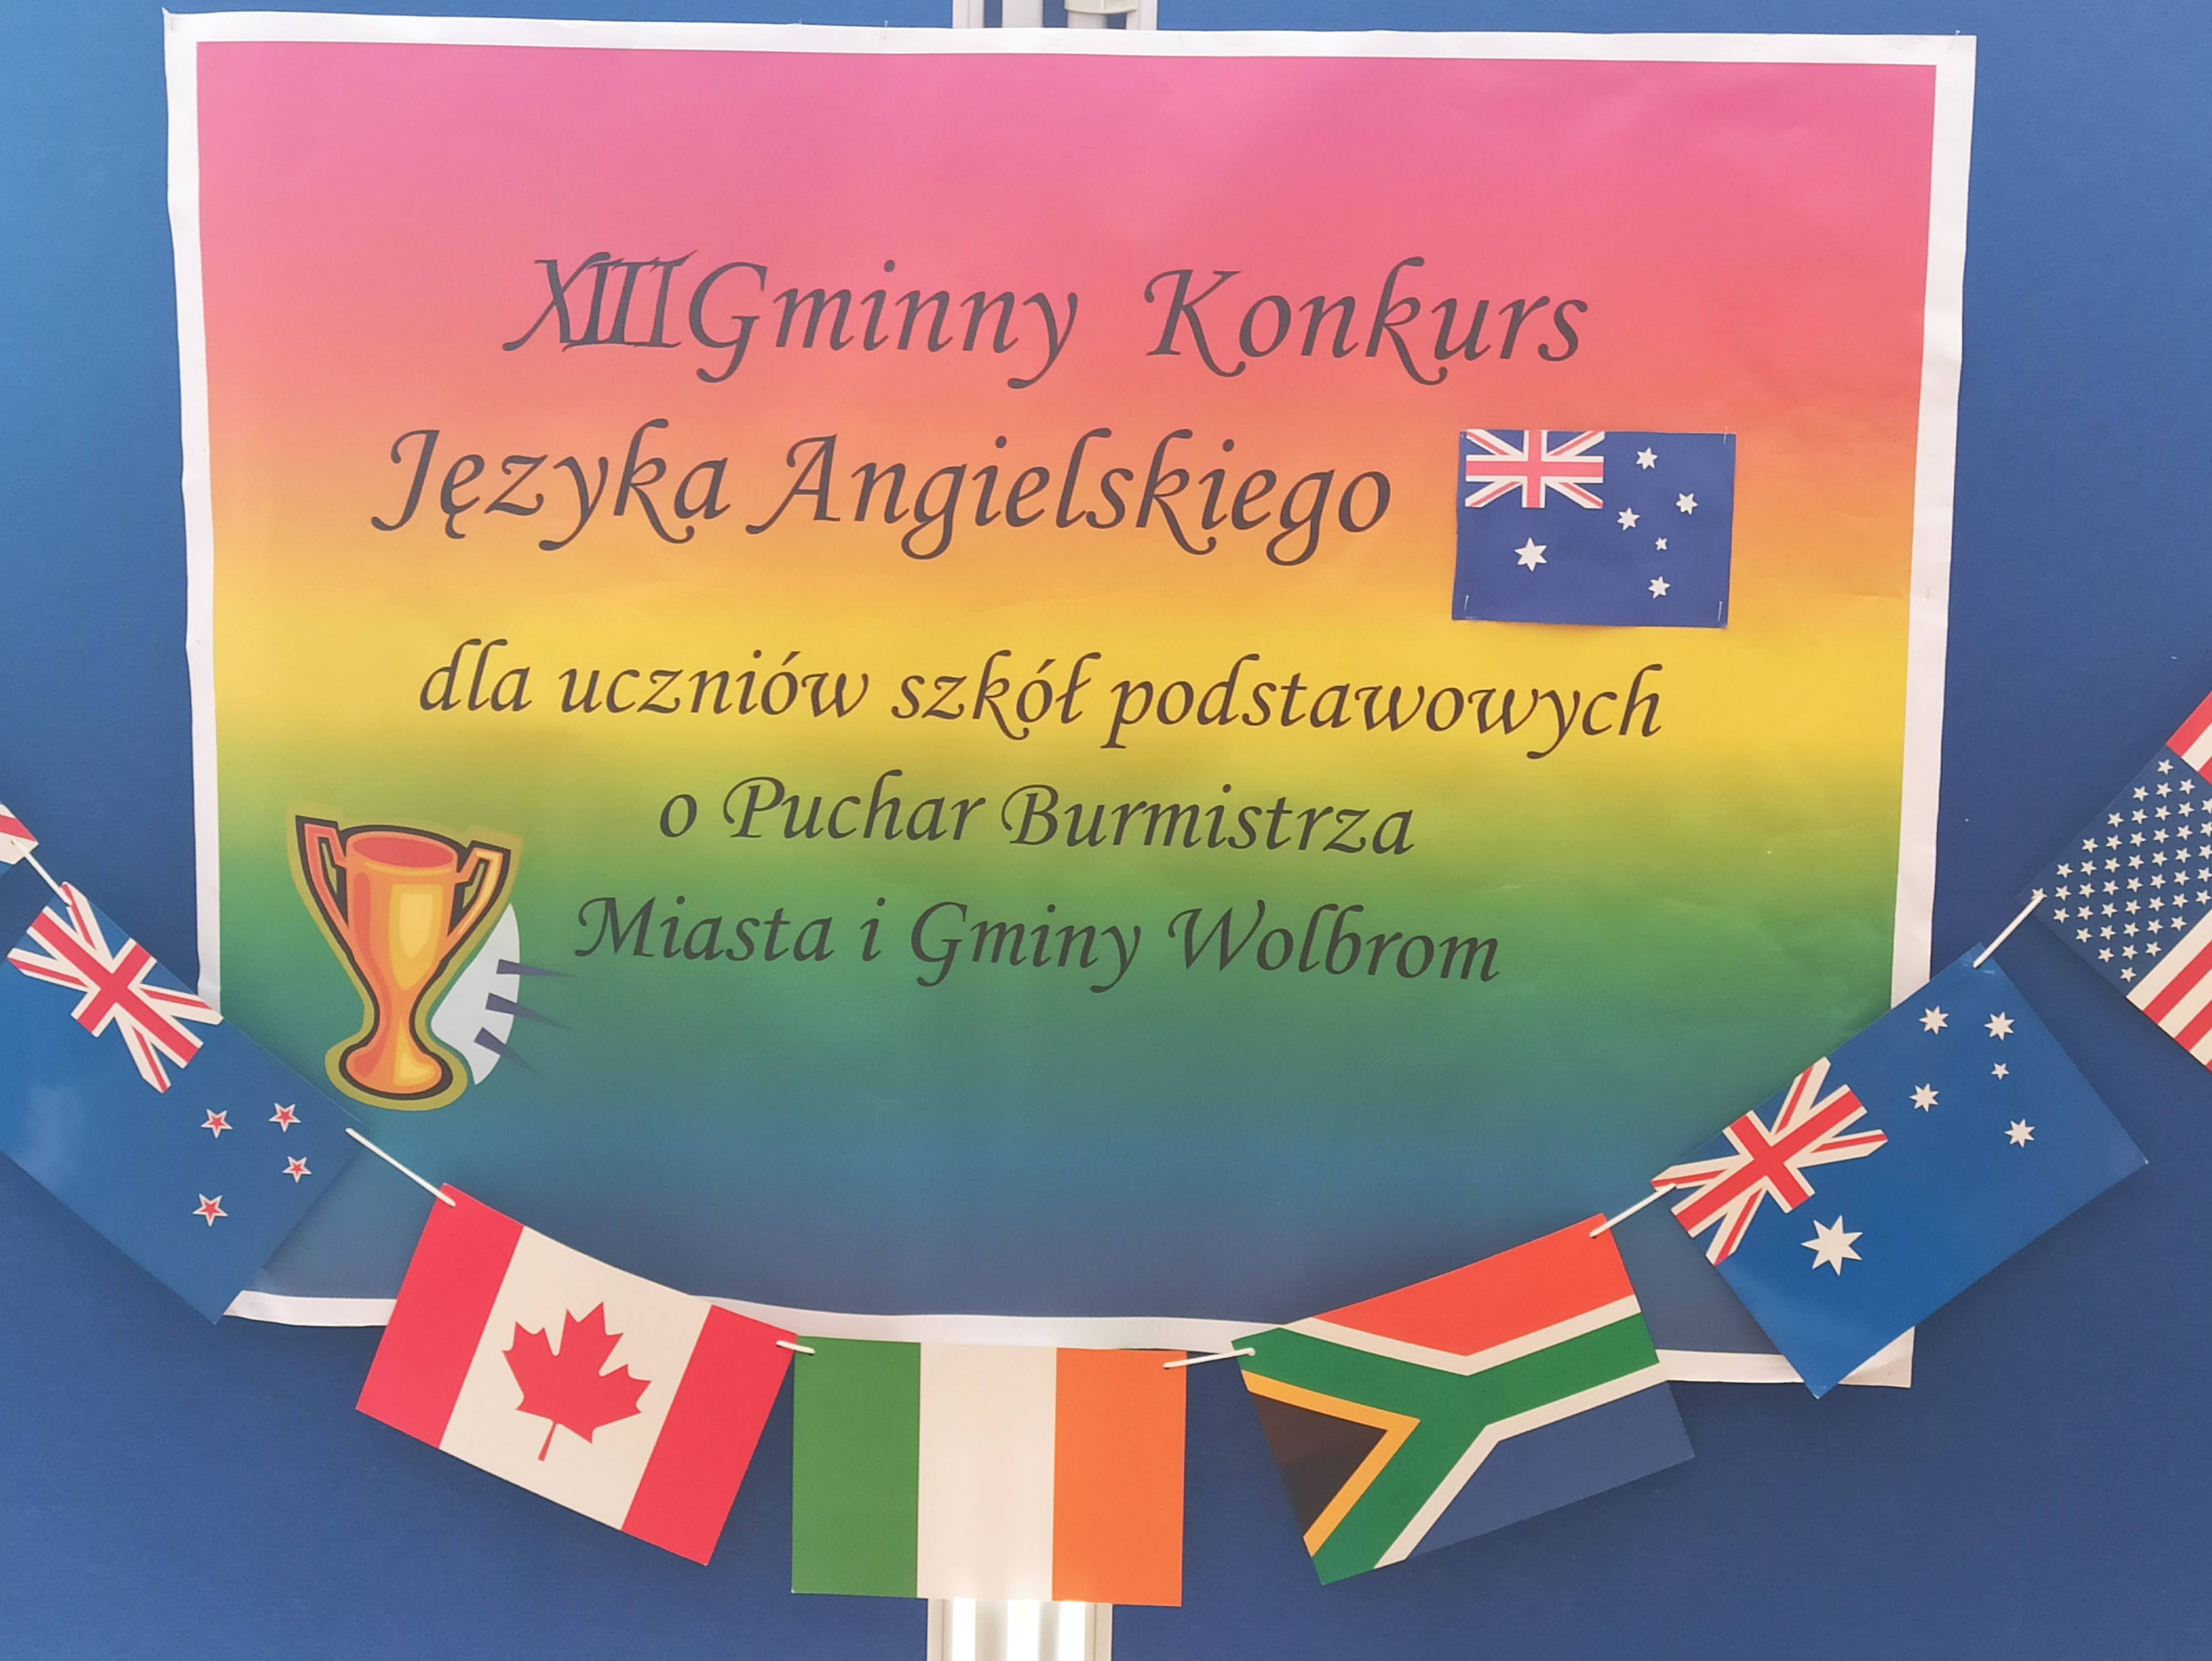 XIII Gminny Konkurs
Języka Angielskiego
dla uczniów szkół podstawowych
o Puchar Burmistrza
Miasta i Gminy Wolbrom